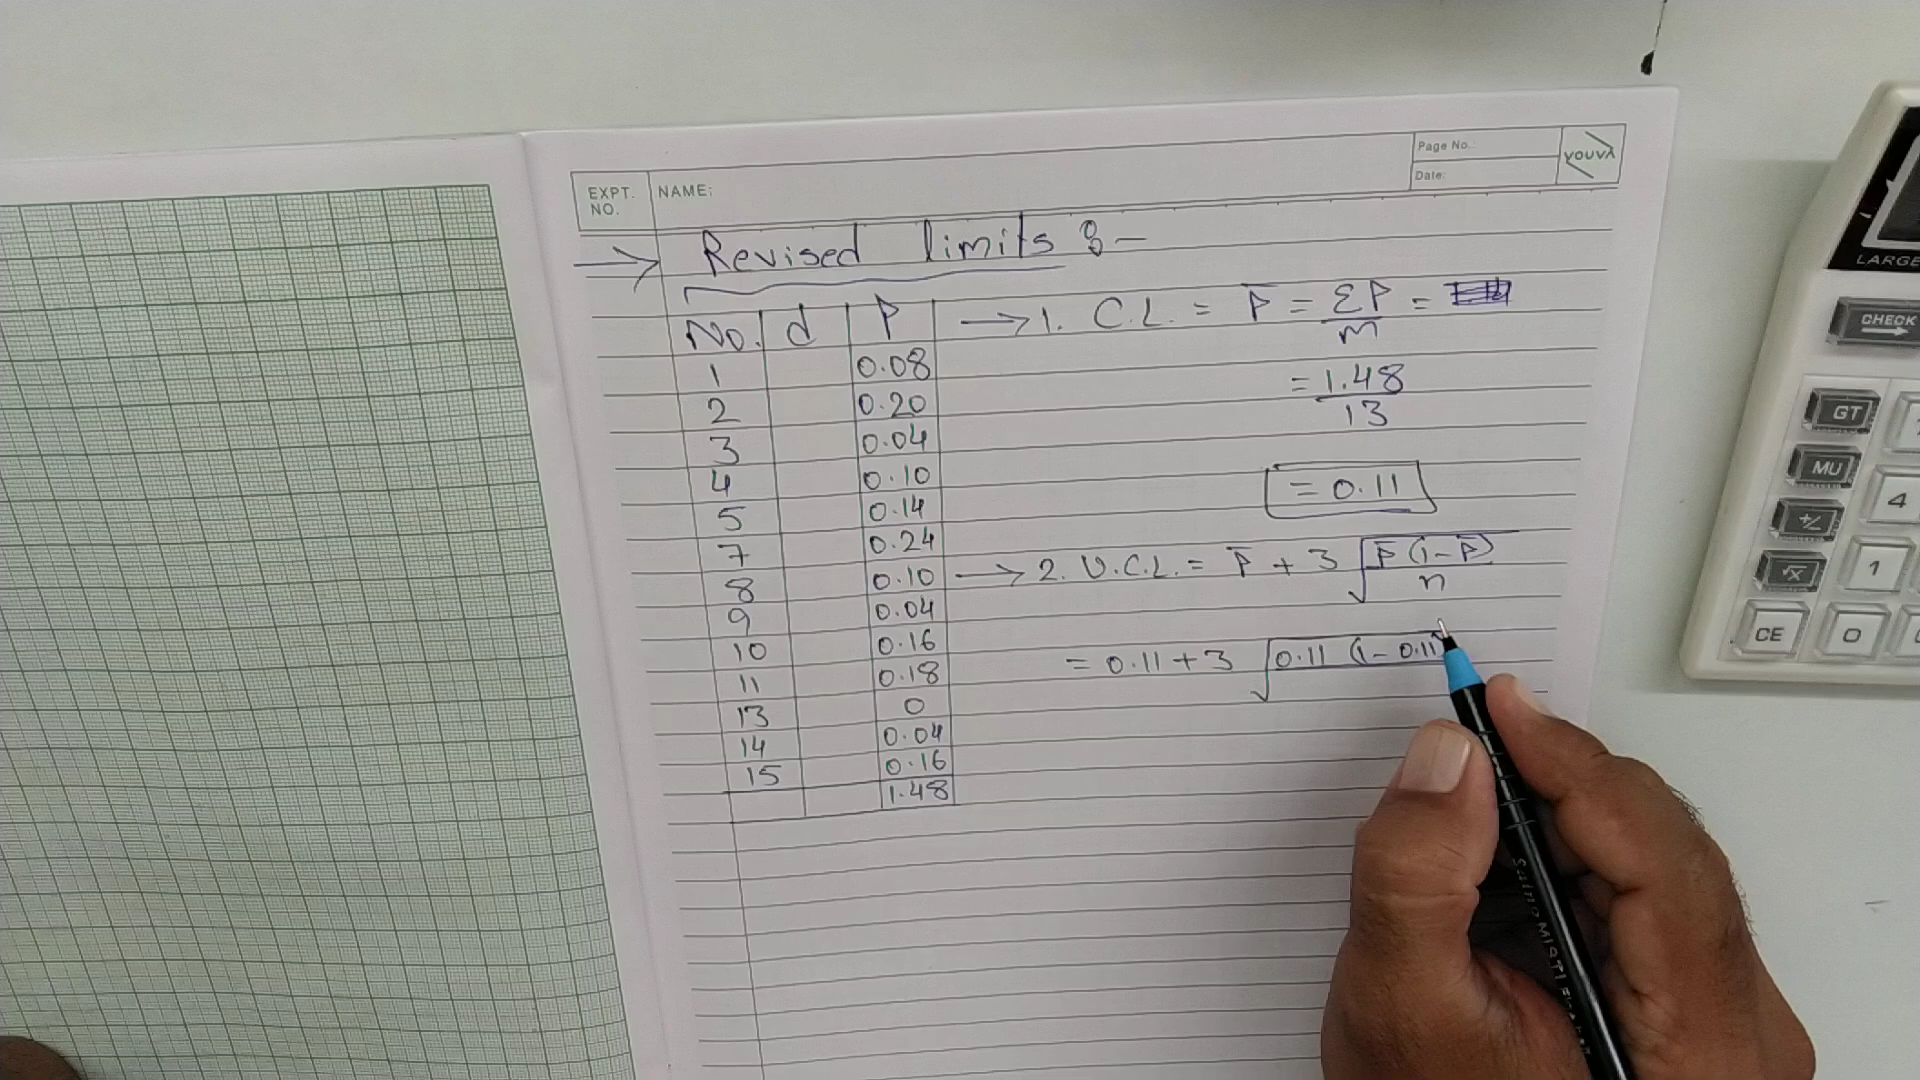 EXPT. NO.
NAME:
Page No.:
Date:
YOUVA
→ Revised limits :-
No. d P
1 0.08
2 0.20
3 0.04
4 0.10
5 0.14
7 0.24
8 0.10
9 0.04
10 0.16
11 0.18
13 0
14 0.04
15 0.16
1.48
→ 1. C.L. = P̄ = ΣP/m =
= 1.48/13
= 0.11
→ 2. U.C.L. = P̄ + 3 √(P̄ (1-P̄)/n)
= 0.11 + 3 √0.11 (1-0.11)
LARGE
CHECK
GT
MU
4
+/-
√x
1
CE
0